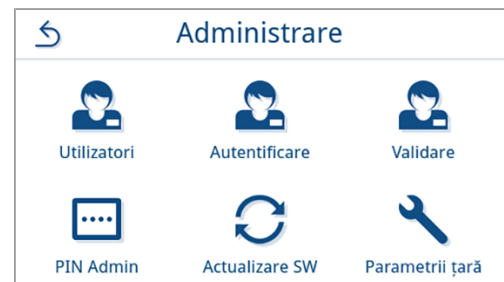 Administrare
Utilizatori Autentificare Validare
PIN Admin Actualizare SW Parametrii țară